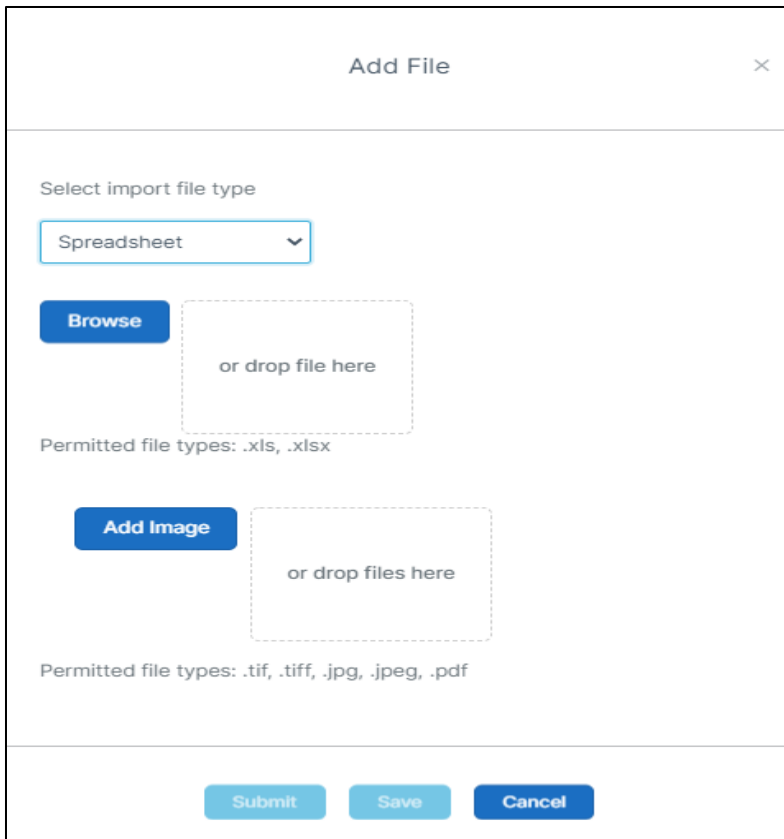 Add File ×
Select import file type
Spreadsheet
Browse
or drop file here
Permitted file types: .xls, .xlsx
Add Image
or drop files here
Permitted file types: .tif, .tiff, .jpg, .jpeg, .pdf
Submit Save Cancel